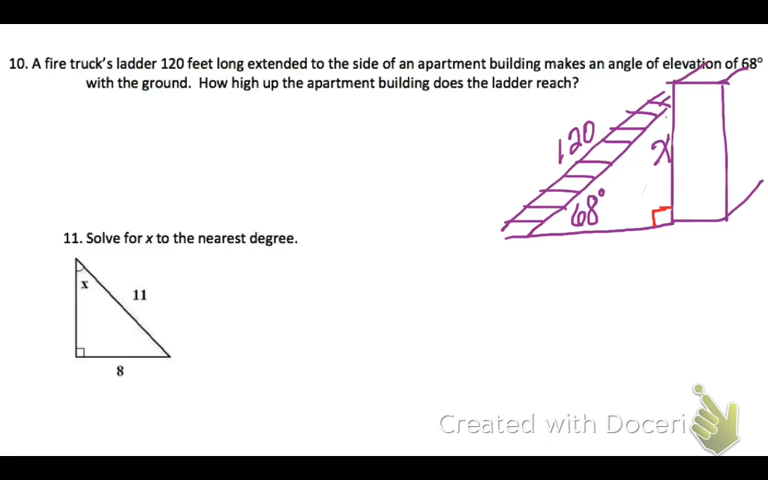 10. A fire truck's ladder 120 feet long extended to the side of an apartment building makes an angle of elevation of 68°
with the ground. How high up the apartment building does the ladder reach?
120
x
68°
11. Solve for x to the nearest degree.
x
11
8
Created with Doceri